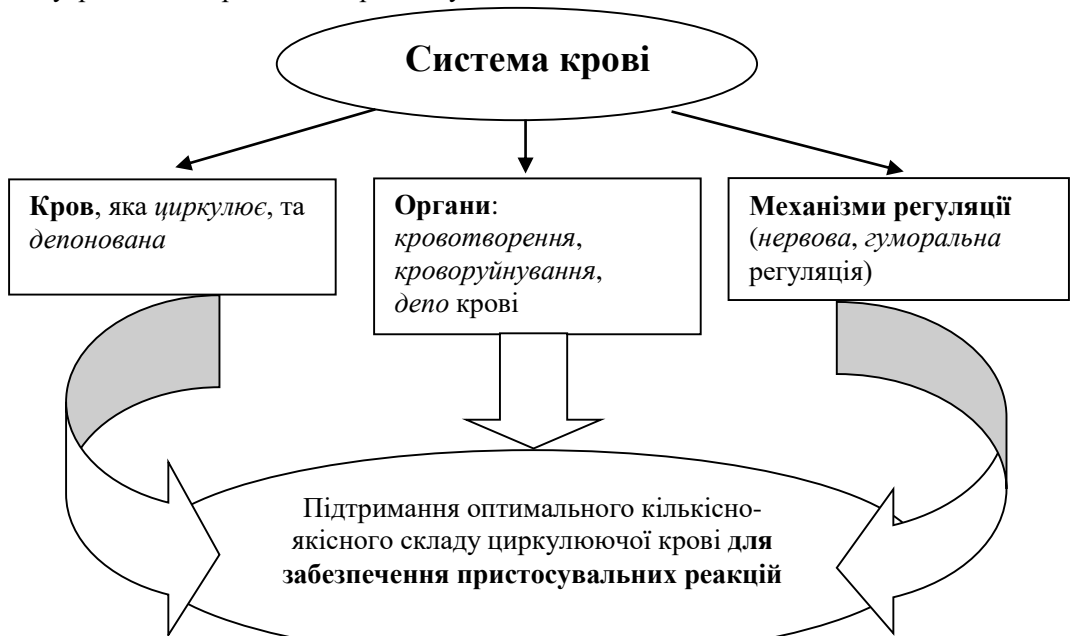 Система крові
Кров, яка циркулює, та
депонована
Органи:
кровотворення,
кроворуйнування,
депо крові
Механізми регуляції
(нервова, гуморальна
регуляція)
Підтримання оптимального кількісно-
якісного складу циркулюючої крові для
забезпечення пристосувальних реакцій